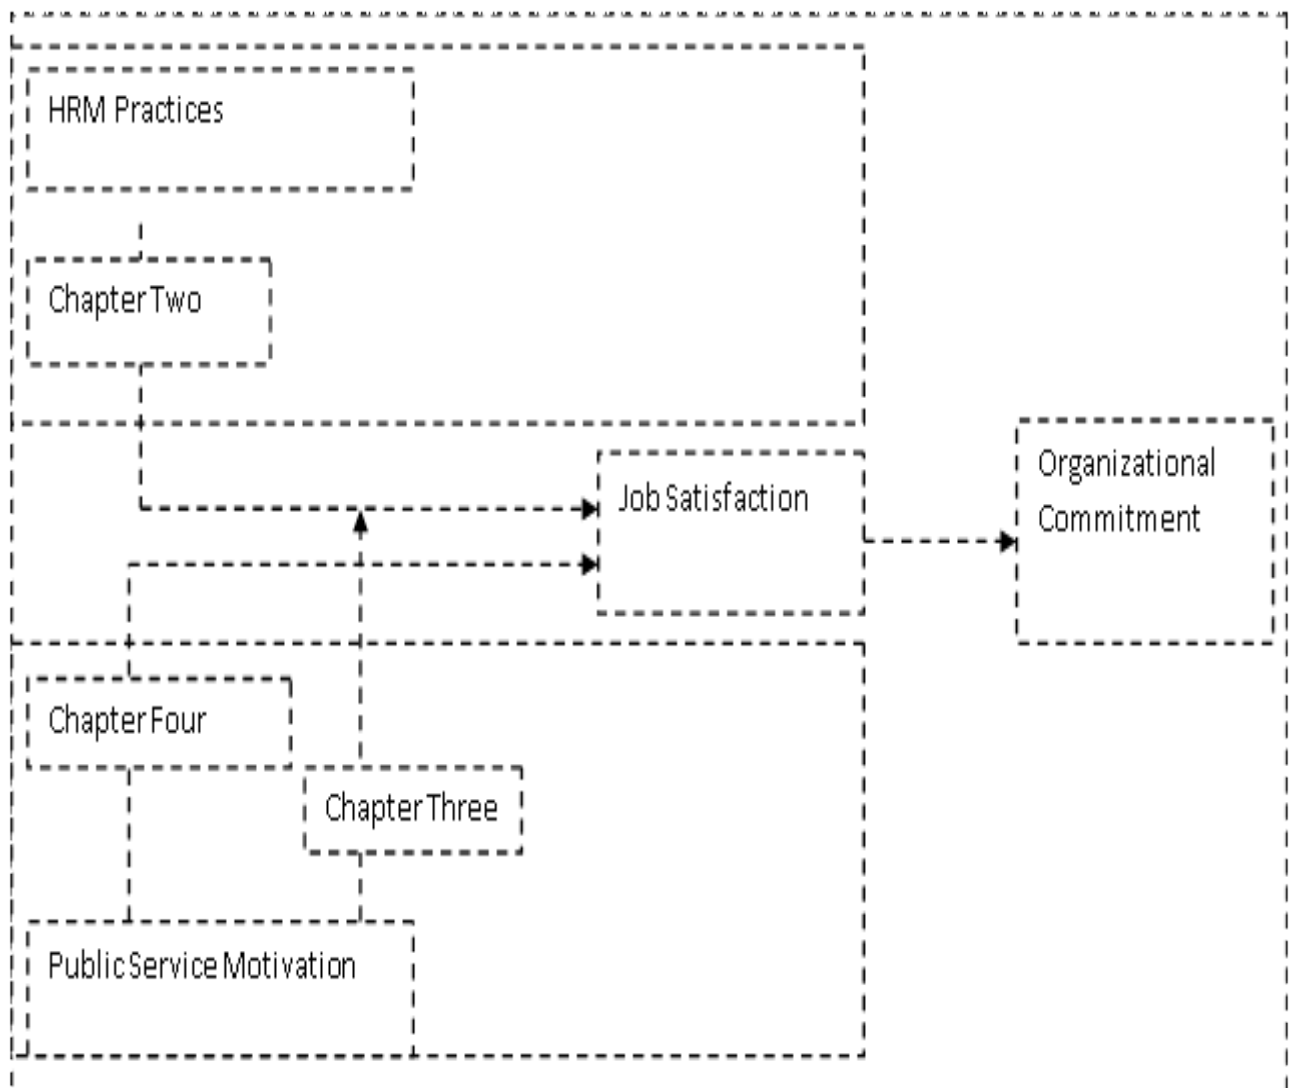 HRM Practices
Chapter Two
Job Satisfaction
Organizational
Commitment
Chapter Four
Chapter Three
Public Service Motivation